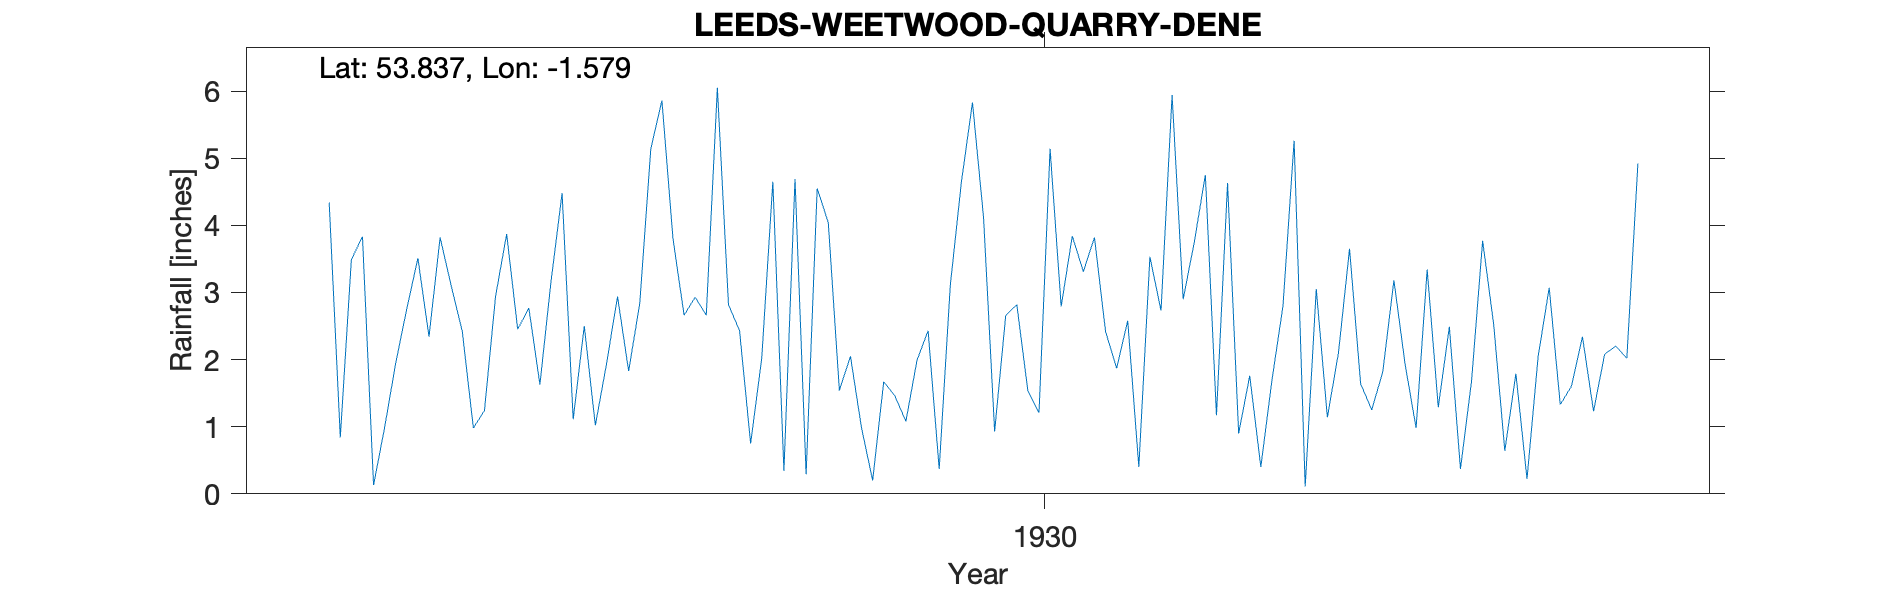 LEEDS-WEETWOOD-QUARRY-DENE
Lat: 53.837, Lon: -1.579
6
5
4
3
2
1
0
Rainfall [inches]
1930
Year